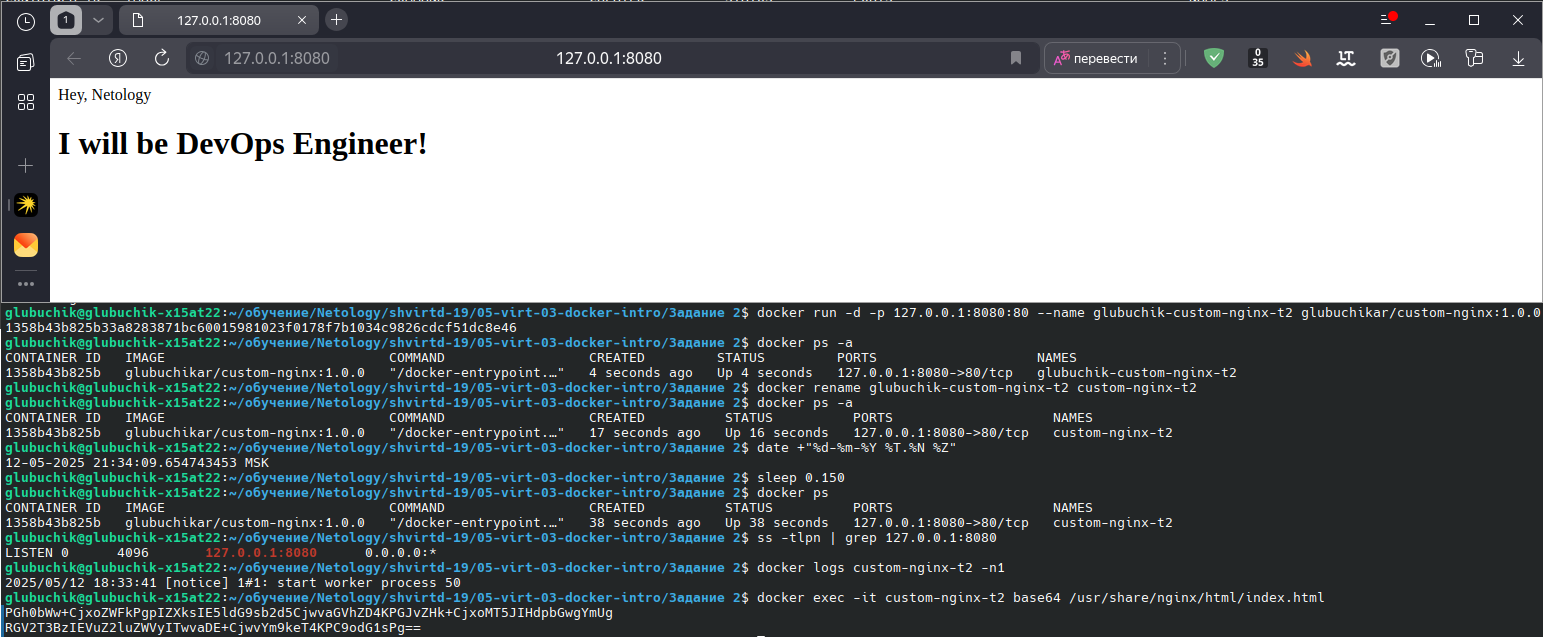 1
127.0.0.1:8080
127.0.0.1:8080
127.0.0.1:8080
перевести
0
35
Hey, Netology
I will be DevOps Engineer!
glubuchik@glubuchik-x15at22:~/обучение/Netology/shvirtd-19/05-virt-03-docker-intro/Задание 2$ docker run -d -p 127.0.0.1:8080:80 --name glubuchik-custom-nginx-t2 glubuchikar/custom-nginx:1.0.0
1358b43b825b33a8283871bc60015981023f0178f7b1034c9826cdcf51dc8e46
glubuchik@glubuchik-x15at22:~/обучение/Netology/shvirtd-19/05-virt-03-docker-intro/Задание 2$ docker ps -a
CONTAINER ID   IMAGE                            COMMAND                  CREATED         STATUS         PORTS                    NAMES
1358b43b825b   glubuchikar/custom-nginx:1.0.0   "/docker-entrypoint.…"   4 seconds ago   Up 4 seconds   127.0.0.1:8080->80/tcp   glubuchik-custom-nginx-t2
glubuchik@glubuchik-x15at22:~/обучение/Netology/shvirtd-19/05-virt-03-docker-intro/Задание 2$ docker rename glubuchik-custom-nginx-t2 custom-nginx-t2
glubuchik@glubuchik-x15at22:~/обучение/Netology/shvirtd-19/05-virt-03-docker-intro/Задание 2$ docker ps -a
CONTAINER ID   IMAGE                            COMMAND                  CREATED          STATUS          PORTS                    NAMES
1358b43b825b   glubuchikar/custom-nginx:1.0.0   "/docker-entrypoint.…"   17 seconds ago   Up 16 seconds   127.0.0.1:8080->80/tcp   custom-nginx-t2
glubuchik@glubuchik-x15at22:~/обучение/Netology/shvirtd-19/05-virt-03-docker-intro/Задание 2$ date +"%d-%m-%Y %T.%N %Z"
12-05-2025 21:34:09.654743453 MSK
glubuchik@glubuchik-x15at22:~/обучение/Netology/shvirtd-19/05-virt-03-docker-intro/Задание 2$ sleep 0.150
glubuchik@glubuchik-x15at22:~/обучение/Netology/shvirtd-19/05-virt-03-docker-intro/Задание 2$ docker ps
CONTAINER ID   IMAGE                            COMMAND                  CREATED          STATUS          PORTS                    NAMES
1358b43b825b   glubuchikar/custom-nginx:1.0.0   "/docker-entrypoint.…"   38 seconds ago   Up 38 seconds   127.0.0.1:8080->80/tcp   custom-nginx-t2
glubuchik@glubuchik-x15at22:~/обучение/Netology/shvirtd-19/05-virt-03-docker-intro/Задание 2$ ss -tlpn | grep 127.0.0.1:8080
LISTEN 0      4096       127.0.0.1:8080      0.0.0.0:*
glubuchik@glubuchik-x15at22:~/обучение/Netology/shvirtd-19/05-virt-03-docker-intro/Задание 2$ docker logs custom-nginx-t2 -n1
2025/05/12 18:33:41 [notice] 1#1: start worker process 50
glubuchik@glubuchik-x15at22:~/обучение/Netology/shvirtd-19/05-virt-03-docker-intro/Задание 2$ docker exec -it custom-nginx-t2 base64 /usr/share/nginx/html/index.html
PGh0bWw+CjxoZWFkPgpIZXksIE5ldG9sb2d5CjwvaGVhZD4KPGJvZHk+CjxoMT5JIHdpbGwgYmUg
RGV2T3BzIEVuZ2luZWVyITwvaDE+CjwvYm9keT4KPC9odG1sPg==